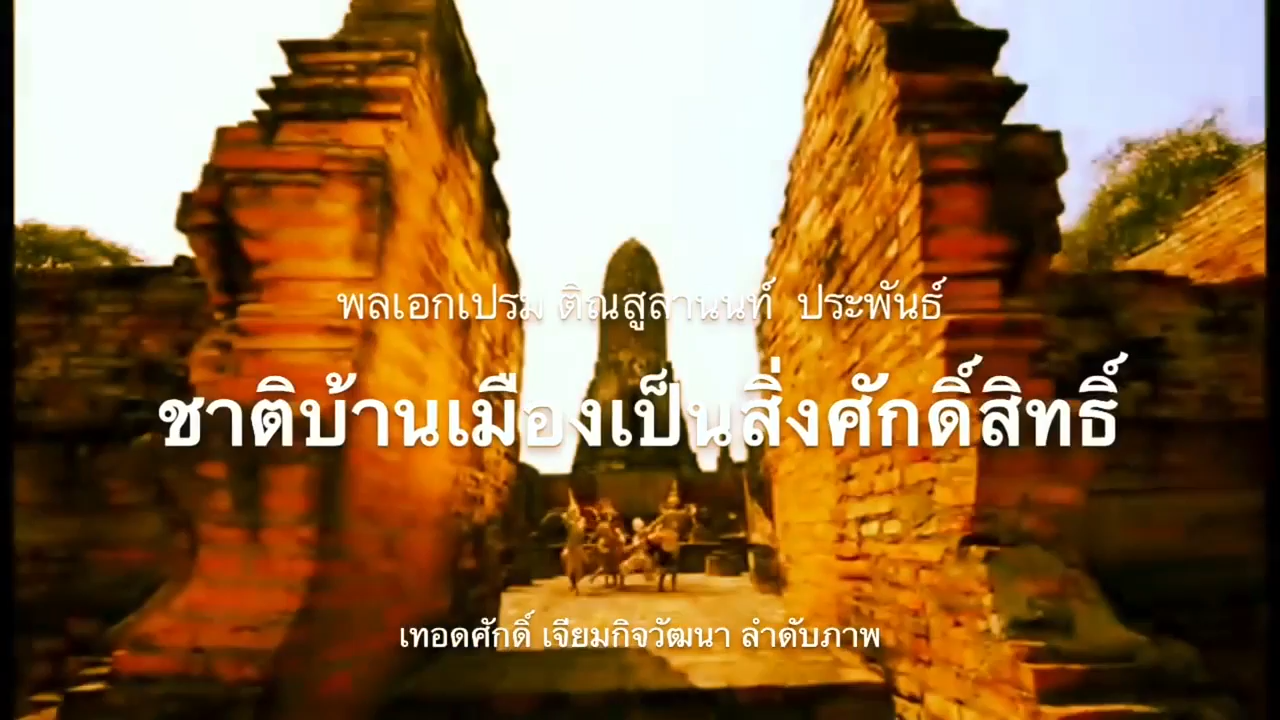 พลเอกเปรม ติณสูลานนท์  ประพันธ์
ชาติบ้านเมืองเป็นสิ่งศักดิ์สิทธิ์
เทอดศักดิ์ เจียมกิจวัฒนา ลำดับภาพ